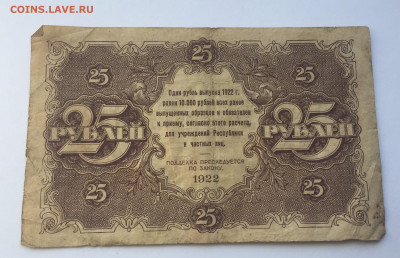 COINS.LAVE.RU
25
25
Один рубль выпуска 1922 г.
равен 10.000 рублей всех ранее
выпущенных образцов и обязателен
к приему, согласно этого расчета,
для учреждений Республики
и частных лиц.
25 РУБЛЕЙ
25 РУБЛЕЙ
ПОДДЕЛКА ПРЕСЛЕДУЕТСЯ
ПО ЗАКОНУ.
1922
25
25